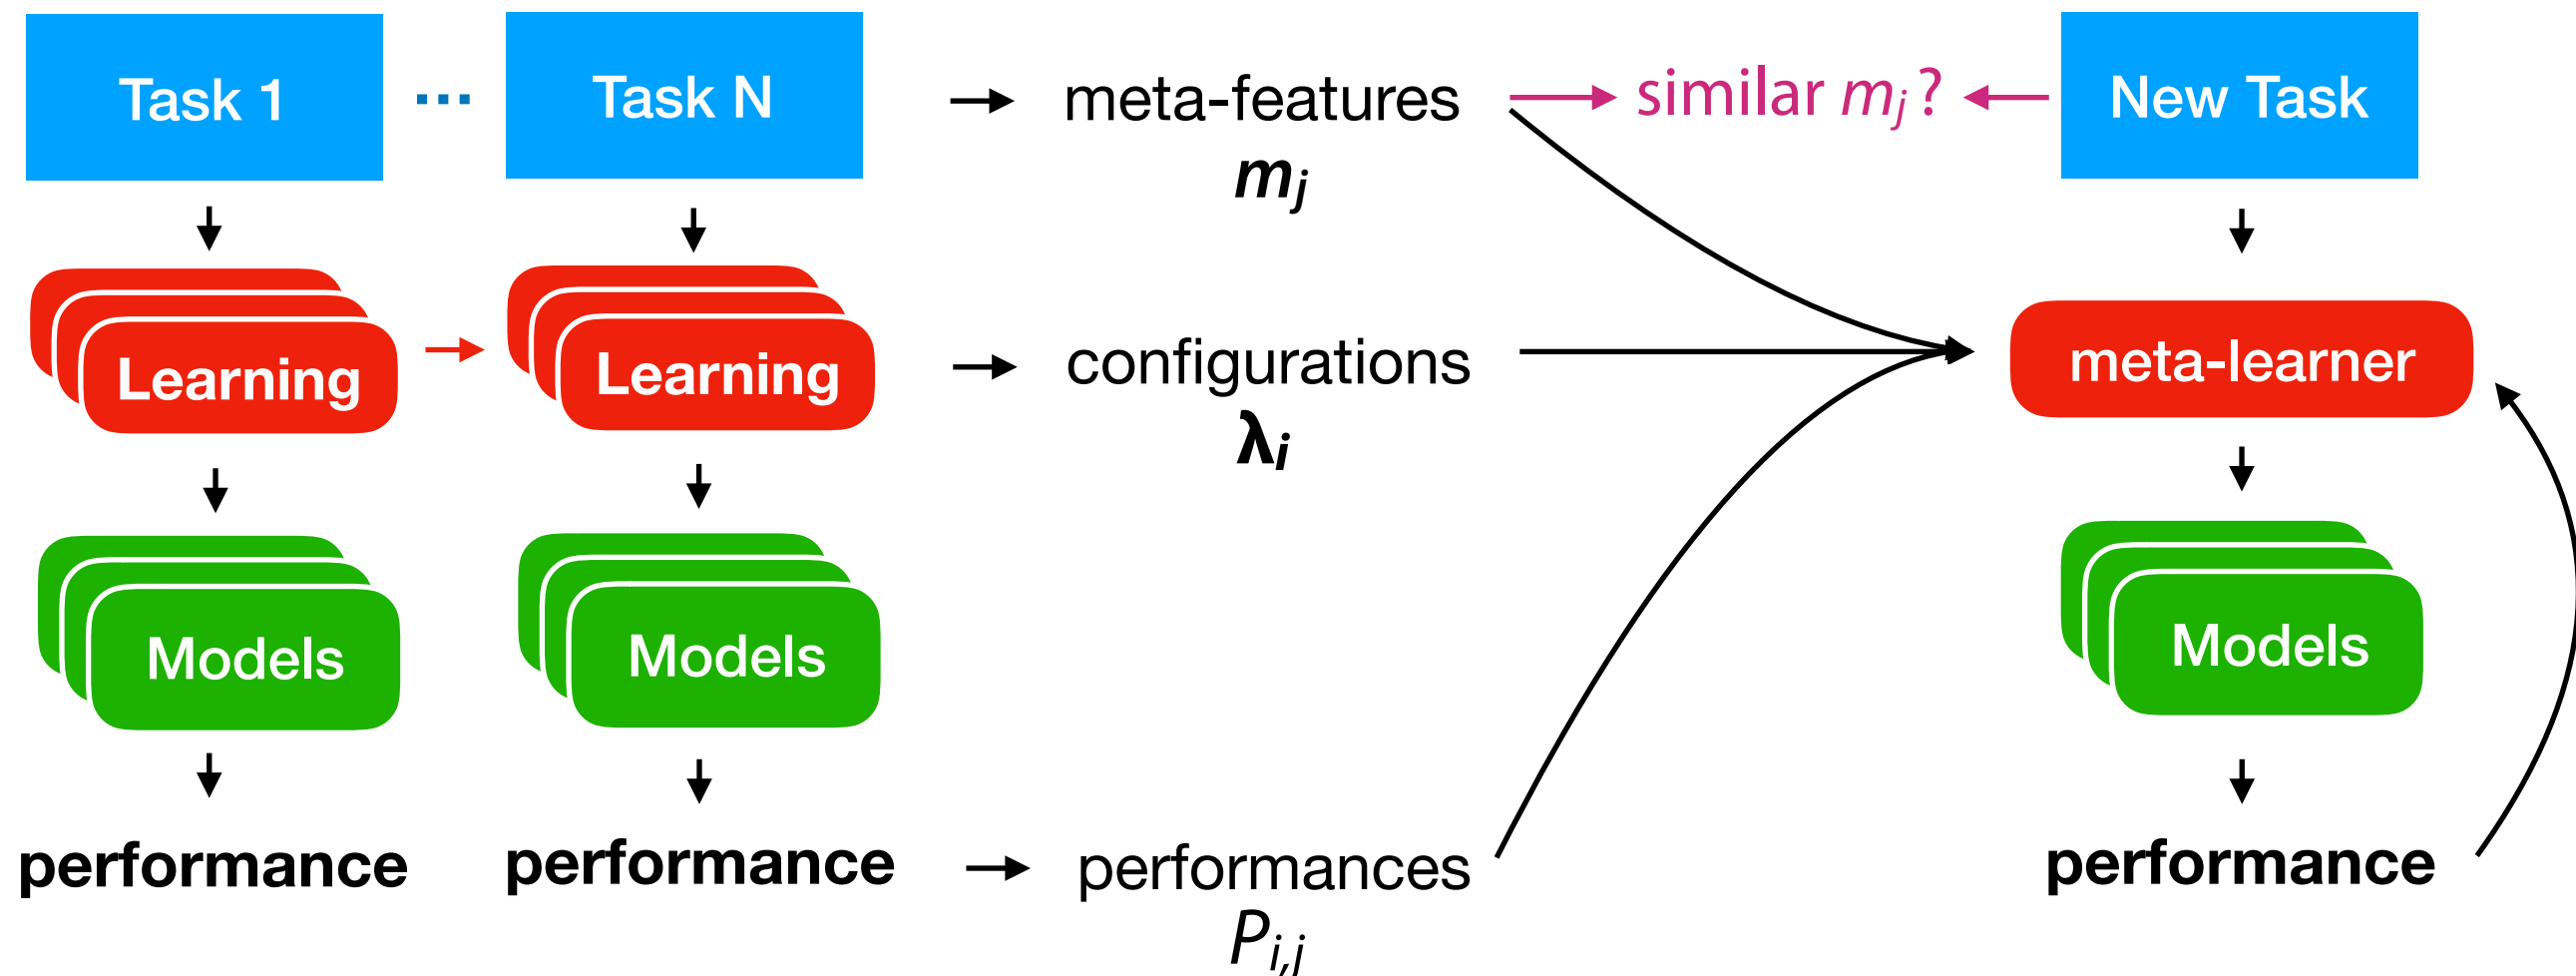 Task 1
...
Task N
meta-features
mj
similar mj ?
New Task
Learning
Learning
configurations
λi
meta-learner
Models
Models
Models
performance
performance
performances
Pi,j
performance